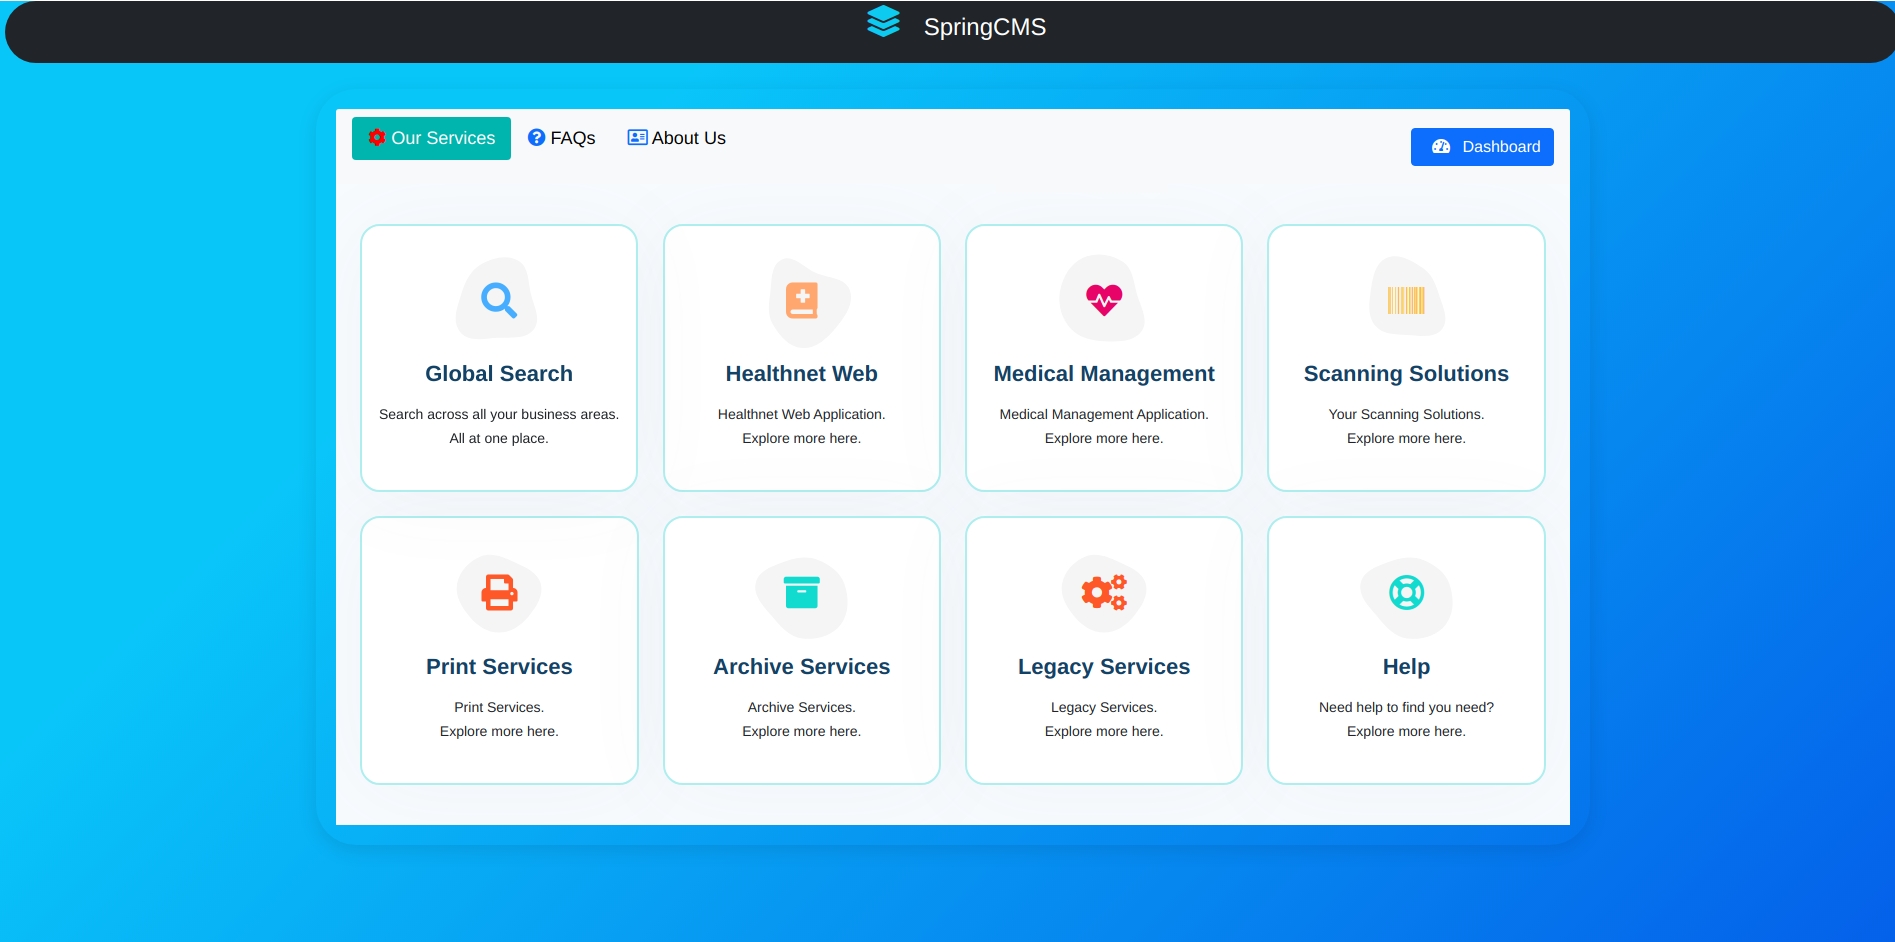 SpringCMS
Our Services FAQs About Us Dashboard
Global Search
Search across all your business areas.
All at one place.
Healthnet Web
Healthnet Web Application.
Explore more here.
Medical Management
Medical Management Application.
Explore more here.
Scanning Solutions
Your Scanning Solutions.
Explore more here.
Print Services
Print Services.
Explore more here.
Archive Services
Archive Services.
Explore more here.
Legacy Services
Legacy Services.
Explore more here.
Help
Need help to find you need?
Explore more here.